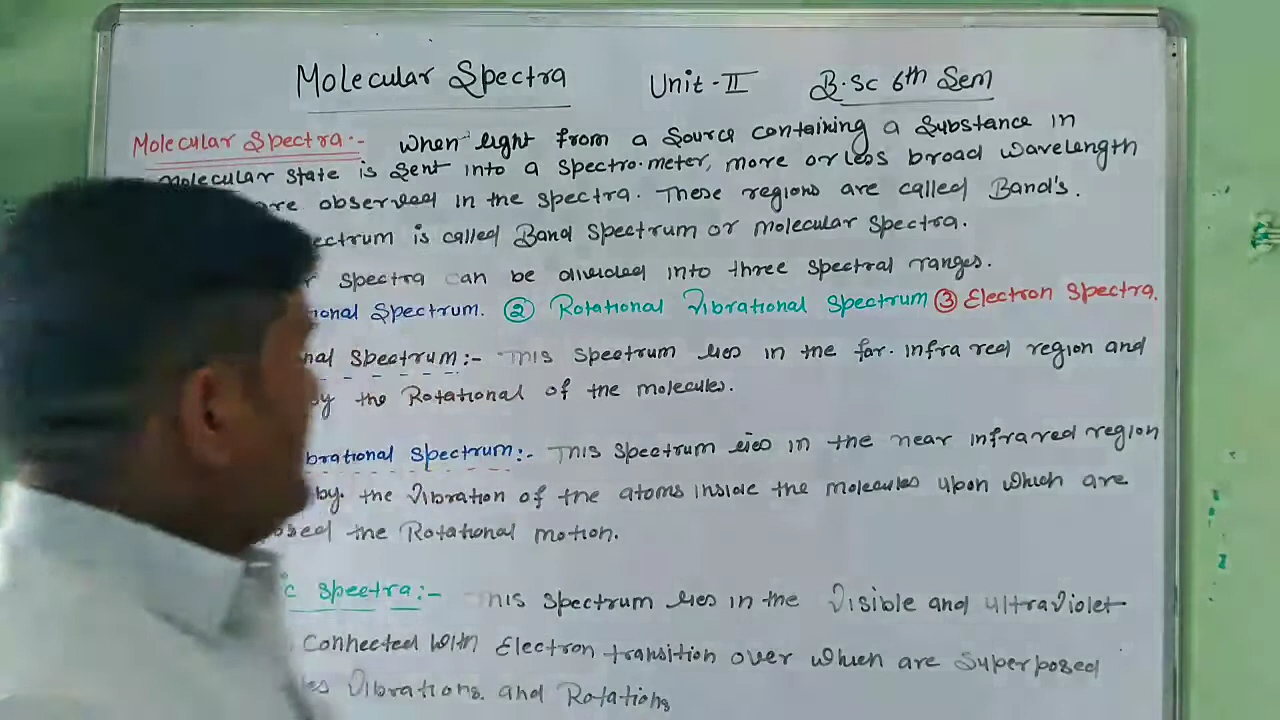 Molecular Spectra Unit-II B.Sc 6th Sem
Molecular Spectra:- When light from a Source containing a Substance in
Molecular State is Sent into a Spectro.meter, more or less broad wavelength
are observed in the spectra. These regions are called Band's.
is called Band Spectrum or molecular Spectra.
Spectra can be divided into three spectral ranges.
Spectrum. ② Rotational Vibrational Spectrum ③ Electron Spectra.
Spectrum:- This Spectrum lies in the far. infra red region and
by the Rotational of the molecules.
Spectrum:- This Spectrum lies in the near infrared region
by. the Vibration of the atoms inside the molecules upon which are
the Rotational motion.
Spectra:- This Spectrum lies in the Visible and ultraviolet
Connected with Electron transition over which are Superposed
Vibrations. and Rotations